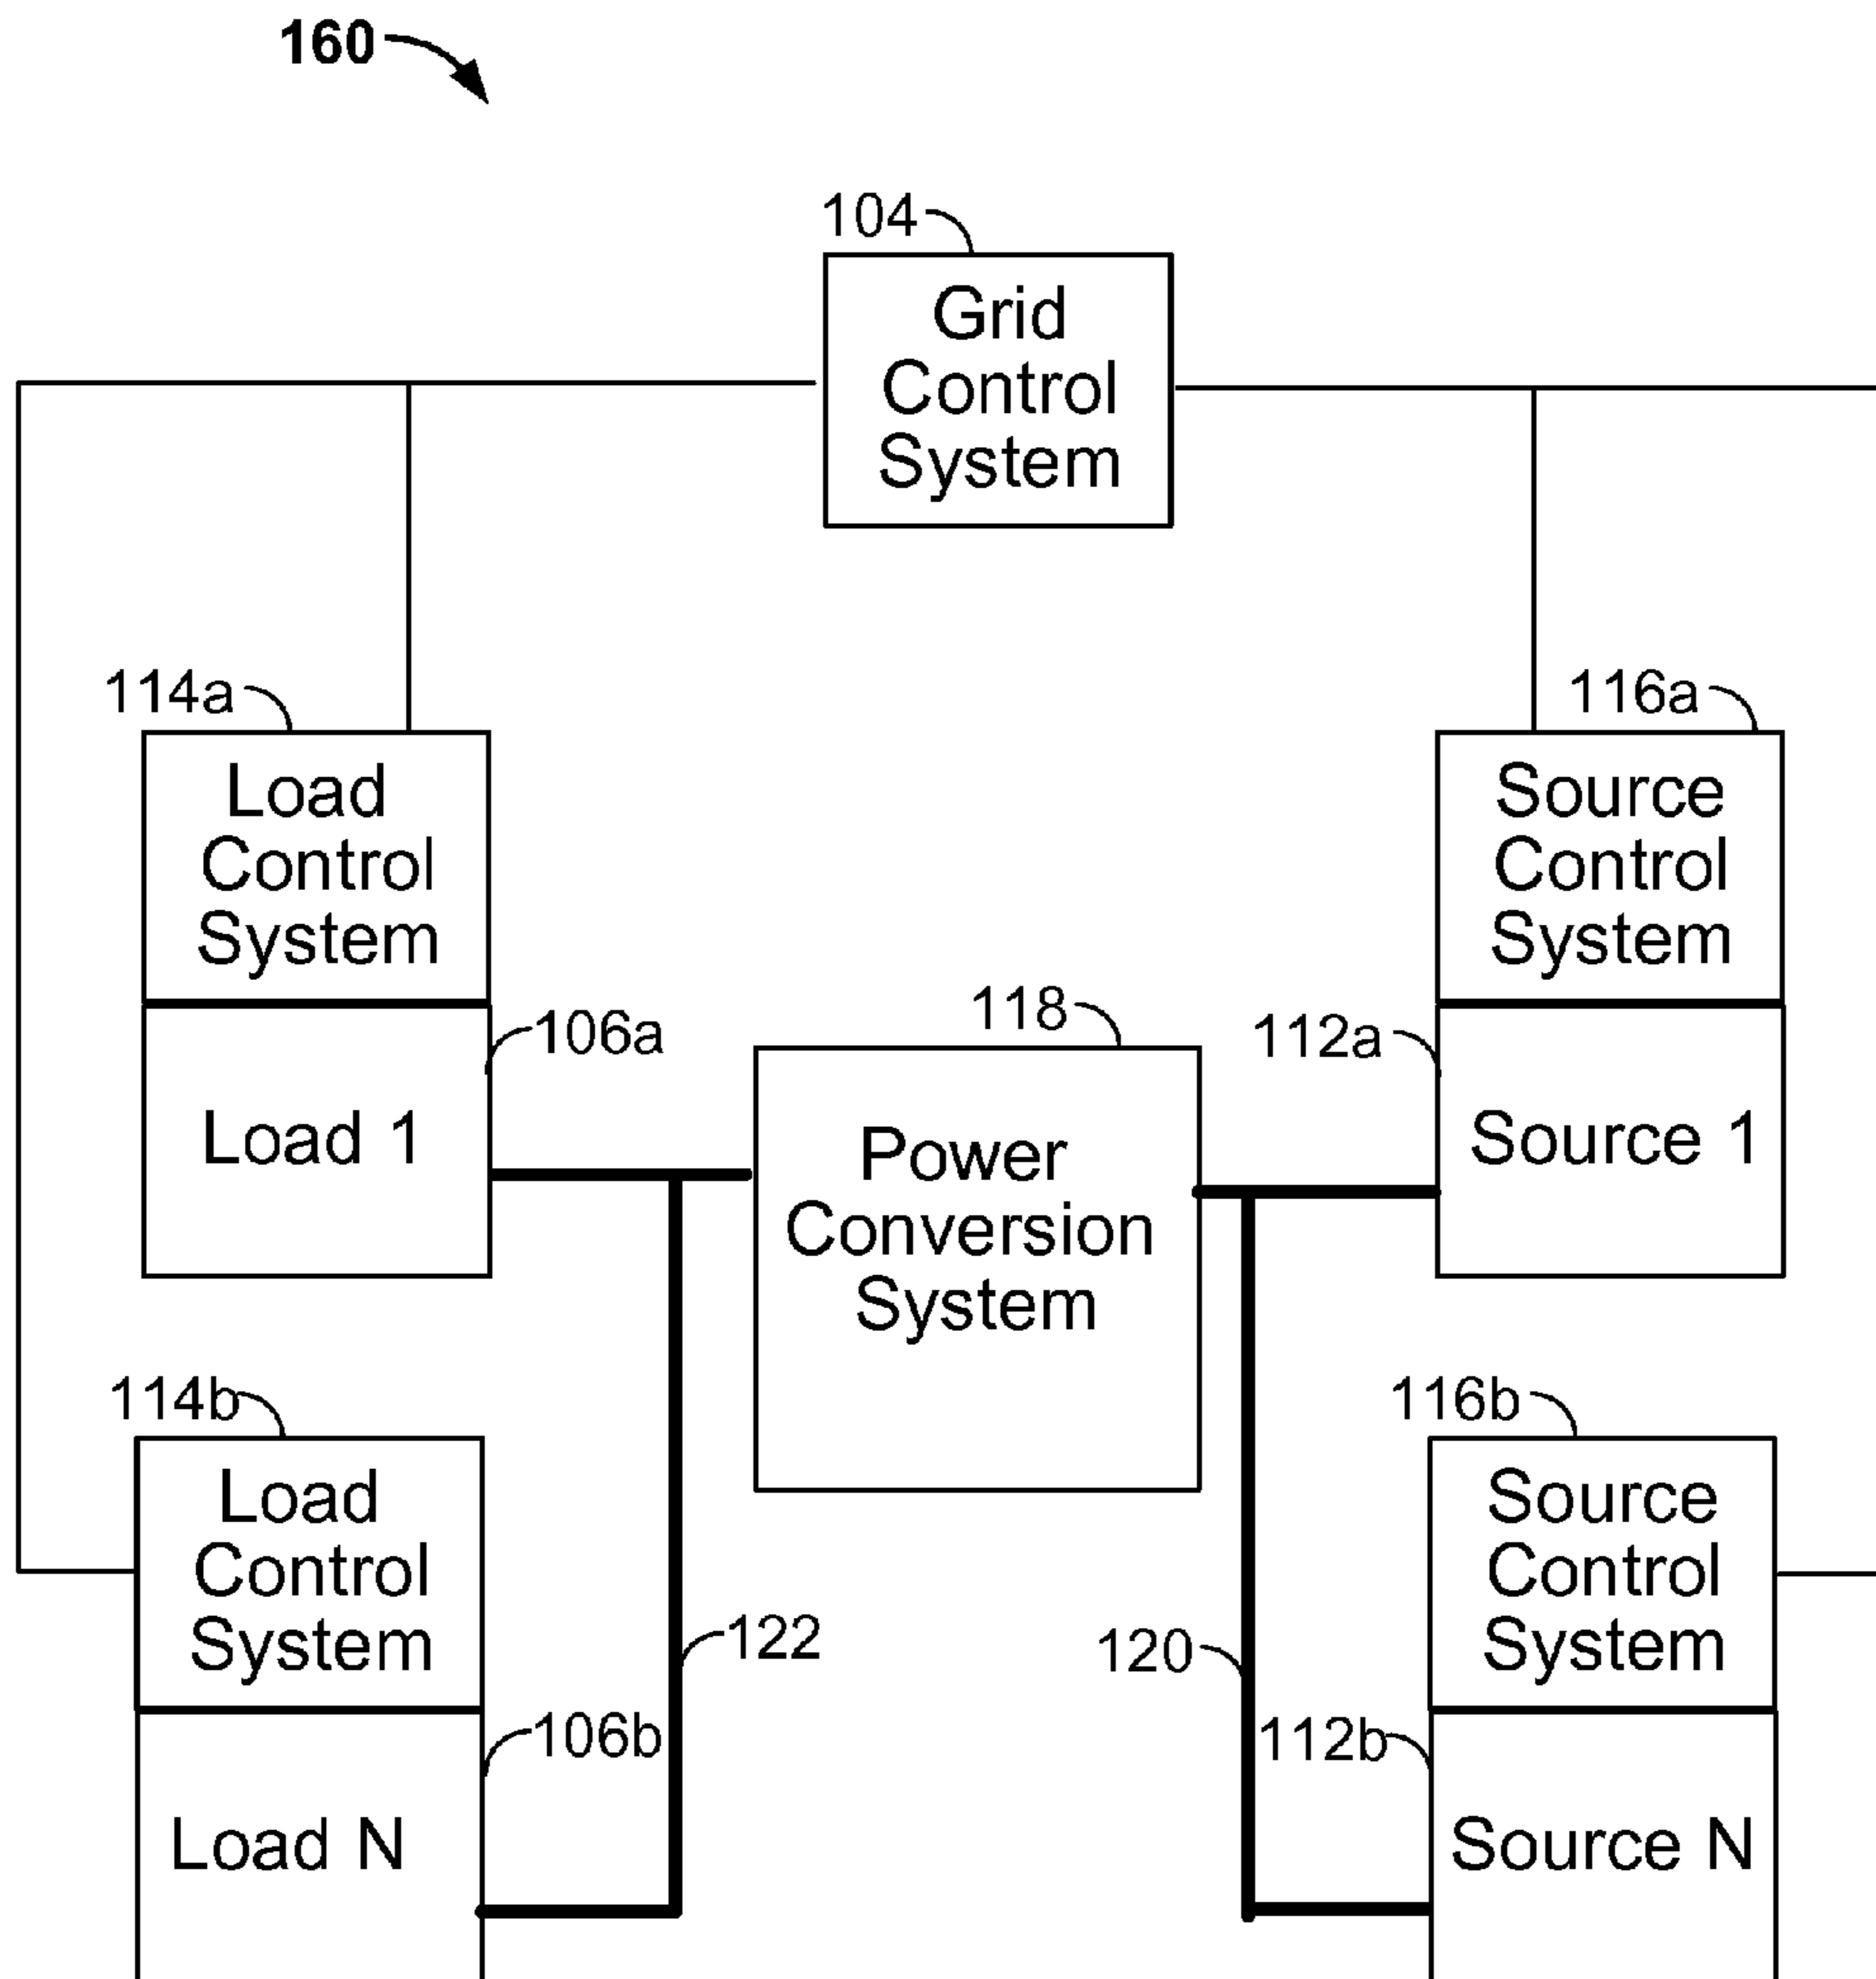 160
104
Grid
Control
System
114a
Load
Control
System
116a
Source
Control
System
106a
Load 1
118
Power
Conversion
System
112a
Source 1
114b
Load
Control
System
116b
Source
Control
System
122
120
106b
Load N
112b
Source N